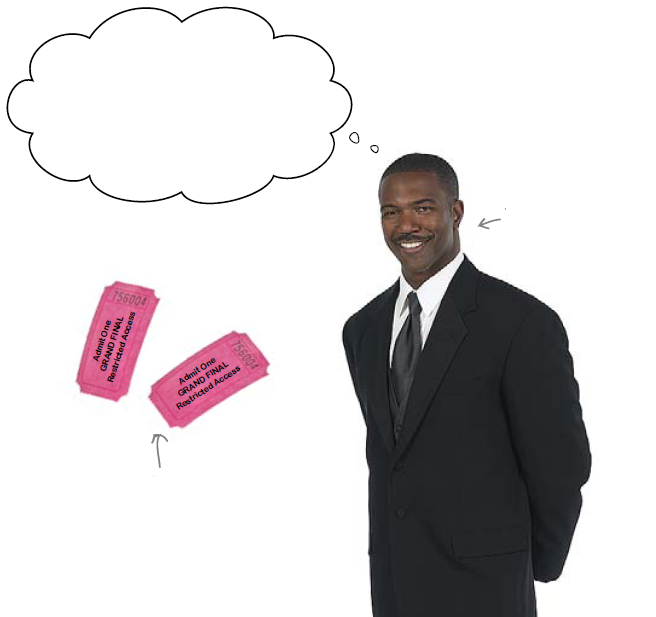 756004
Admit One
GRAND FINAL
Restricted Access
756004
Admit One
GRAND FINAL
Restricted Access